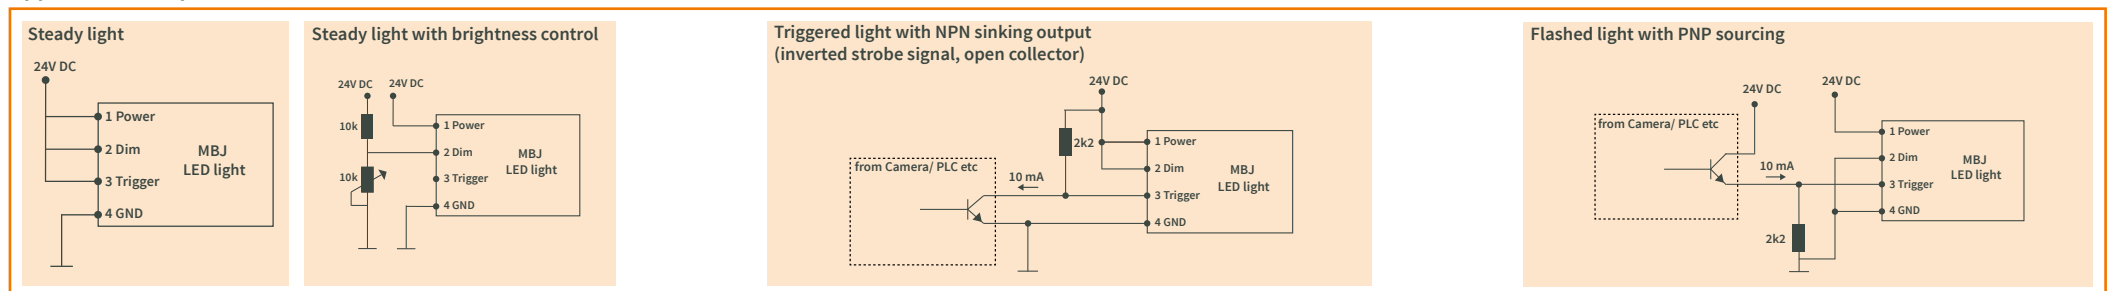 Steady light
24V DC
1 Power
2 Dim
3 Trigger
4 GND
MBJ
LED light
Steady light with brightness control
24V DC
24V DC
10k
10k
1 Power
2 Dim
3 Trigger
4 GND
MBJ
LED light
Triggered light with NPN sinking output
(inverted strobe signal, open collector)
24V DC
2k2
from Camera/ PLC etc
10 mA
1 Power
2 Dim
3 Trigger
4 GND
MBJ
LED light
Flashed light with PNP sourcing
24V DC
24V DC
from Camera/ PLC etc
10 mA
2k2
1 Power
2 Dim
3 Trigger
4 GND
MBJ
LED light